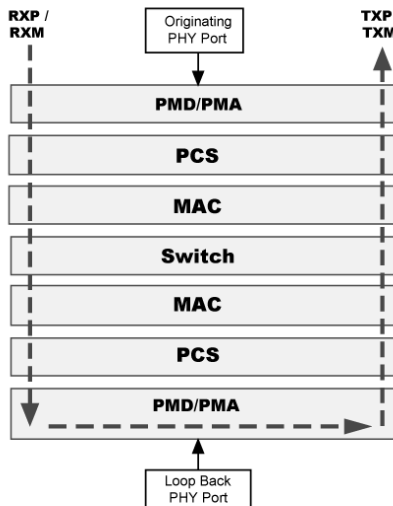 RXP /
RXM
Originating
PHY Port
TXP
TXM
PMD/PMA
PCS
MAC
Switch
MAC
PCS
PMD/PMA
Loop Back
PHY Port